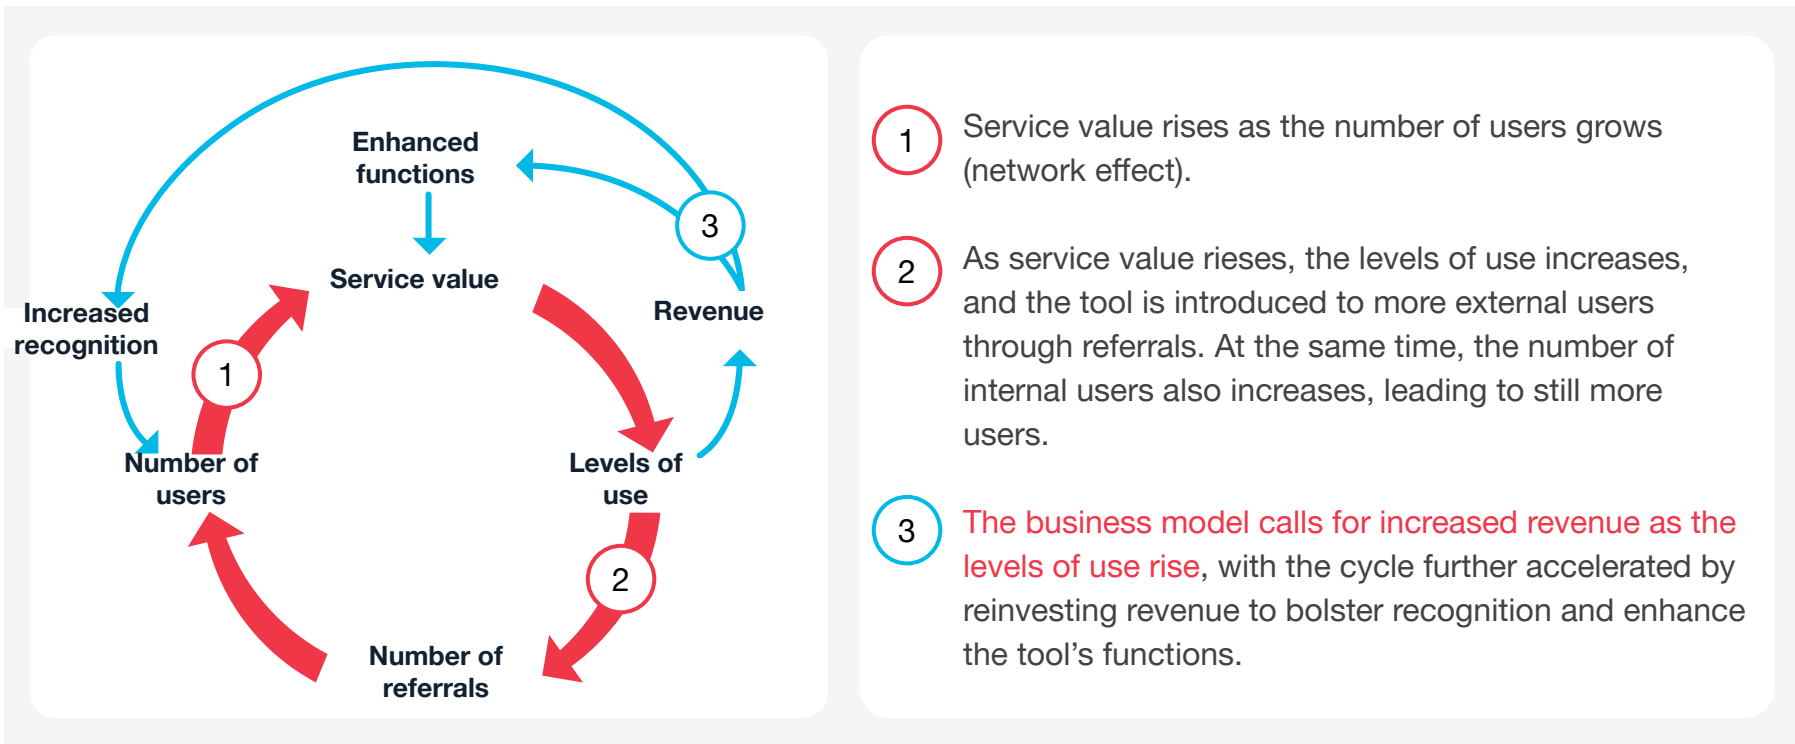 Enhanced
functions
3
Service value
Increased
recognition
Revenue
1
Number of
users
Levels of
use
2
Number of
referrals
1
Service value rises as the number of users grows
(network effect).
2
As service value rieses, the levels of use increases,
and the tool is introduced to more external users
through referrals. At the same time, the number of
internal users also increases, leading to still more
users.
3
The business model calls for increased revenue as the
levels of use rise, with the cycle further accelerated by
reinvesting revenue to bolster recognition and enhance
the tool’s functions.